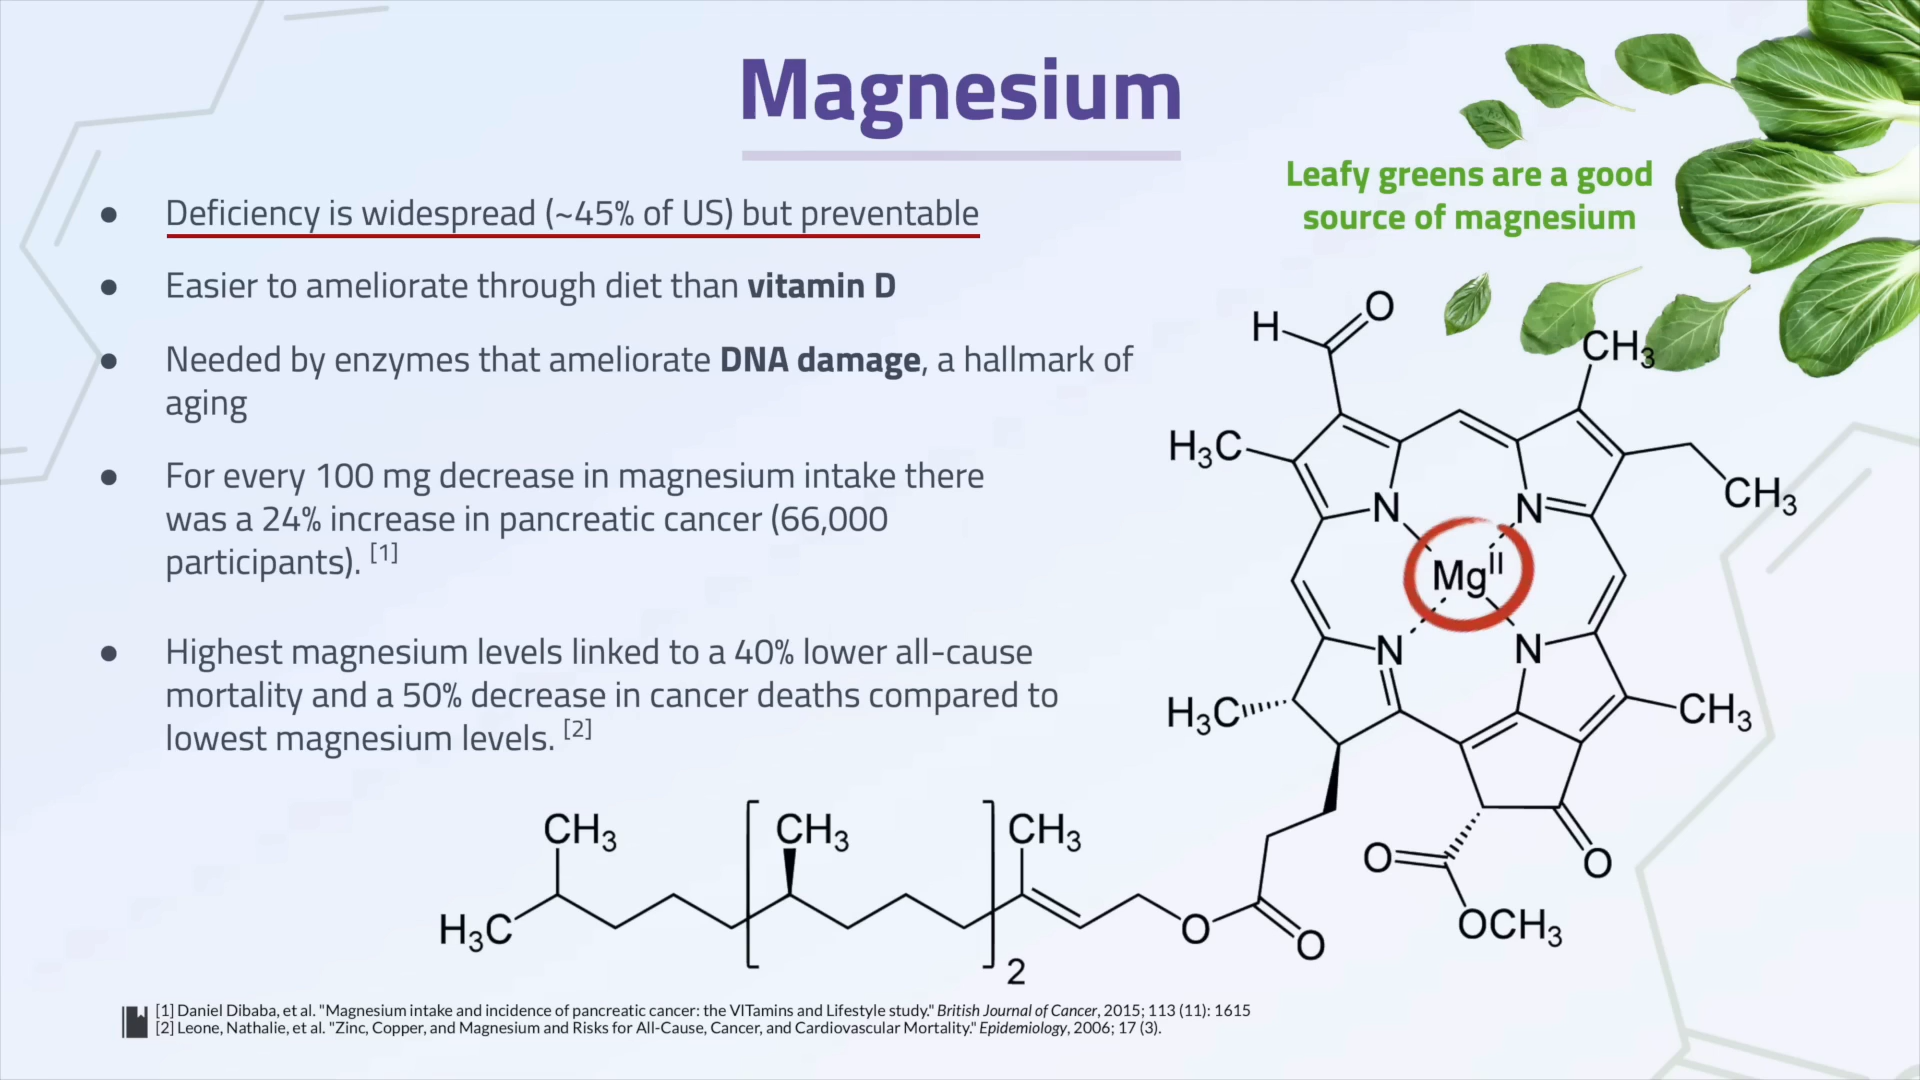 Magnesium
Leafy greens are a good
source of magnesium
● Deficiency is widespread (~45% of US) but preventable
● Easier to ameliorate through diet than vitamin D
● Needed by enzymes that ameliorate DNA damage, a hallmark of
aging
● For every 100 mg decrease in magnesium intake there
was a 24% increase in pancreatic cancer (66,000
participants). [1]
● Highest magnesium levels linked to a 40% lower all-cause
mortality and a 50% decrease in cancer deaths compared to
lowest magnesium levels. [2]
H O
CH₃
H₃C
CH₃
N N
Mgᴵᴵ
N N
H₃C CH₃
CH₃ CH₃ CH₃
O O
H₃C O O OCH₃
2
[1] Daniel Dibaba, et al. "Magnesium intake and incidence of pancreatic cancer: the VITamins and Lifestyle study." British Journal of Cancer, 2015; 113 (11): 1615
[2] Leone, Nathalie, et al. "Zinc, Copper, and Magnesium and Risks for All-Cause, Cancer, and Cardiovascular Mortality." Epidemiology, 2006; 17 (3).